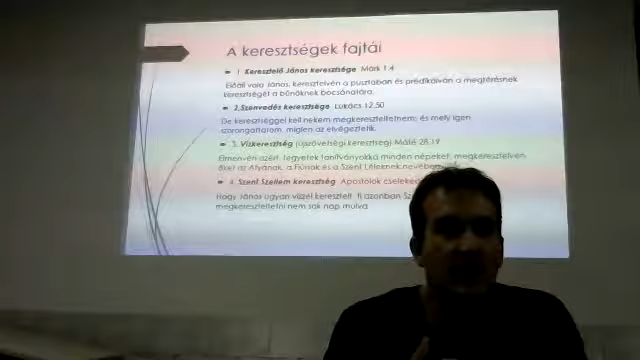 A keresztségek fajtái
1. Keresztelő János keresztsége Márk 1.4
Előáll vala János, keresztelvén a pusztában és prédikálván a megtérésnek
keresztségét a bűnöknek bocsánatára.
2.Szenvedés keresztsége Lukács 12.50
De keresztséggel kell nekem megkereszteltetnem; és mely igen
szorongattatom, míglen az elvégeztetik.
3. Vízkeresztség (újszövetségi keresztség) Máté 28.19
Elmenvén azért, tegyetek tanítványokká minden népeket, megkeresztelvén
őket az Atyának, a Fiúnak és a Szent Léleknek nevében
4. Szent Szellem keresztség Apostolok cseleked
Hogy János ugyan vízzel keresztelt, ti azonban Sz
megkereszteltetni nem sok nap múlva